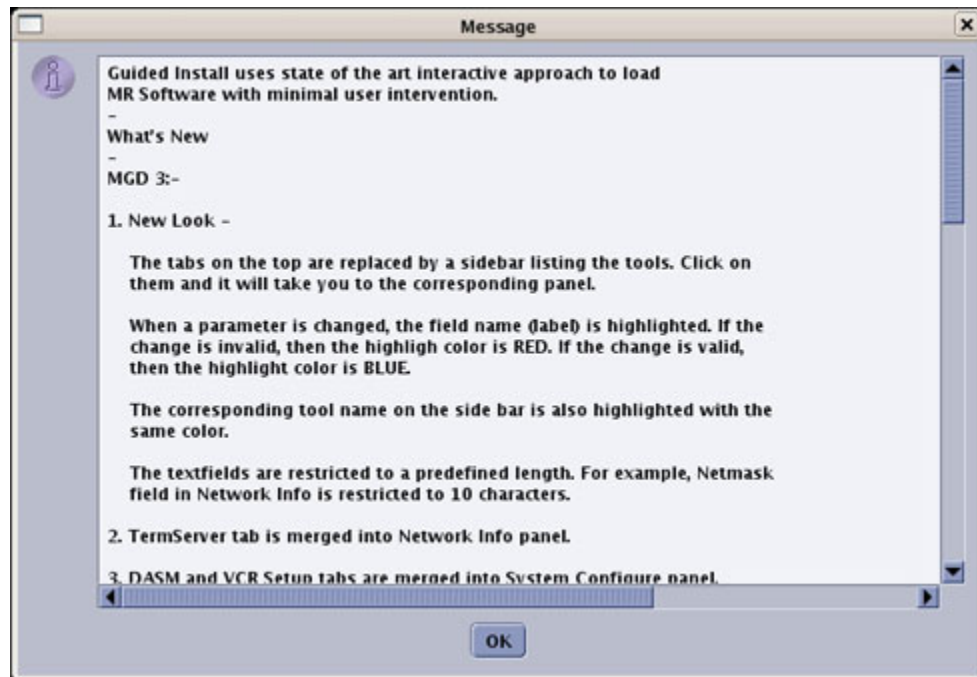 Message
Guided Install uses state of the art interactive approach to load
MR Software with minimal user intervention.
-
What's New
-
MGD 3:-
1. New Look -
The tabs on the top are replaced by a sidebar listing the tools. Click on
them and it will take you to the corresponding panel.
When a parameter is changed, the field name (label) is highlighted. If the
change is invalid, then the highligh color is RED. If the change is valid,
then the highlight color is BLUE.
The corresponding tool name on the side bar is also highlighted with the
same color.
The textfields are restricted to a predefined length. For example, Netmask
field in Network Info is restricted to 10 characters.
2. TermServer tab is merged into Network Info panel.
3. DASM and VCR Setup tabs are merged into System Configure panel.
OK